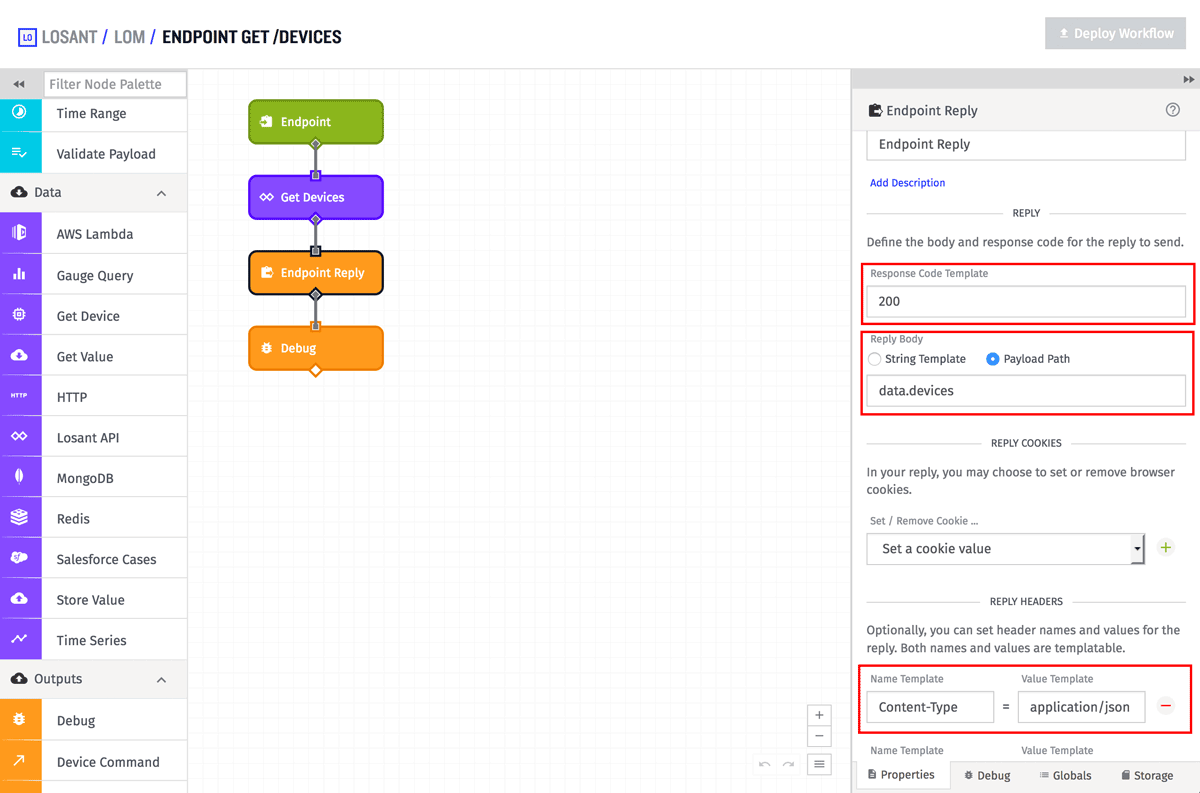 LO LOSANT / LOM / ENDPOINT GET /DEVICES
Deploy Workflow
Filter Node Palette
Time Range
Validate Payload
Data
AWS Lambda
Gauge Query
Get Device
Get Value
HTTP HTTP
Losant API
MongoDB
Redis
Salesforce Cases
Store Value
Time Series
Outputs
Debug
Device Command
Endpoint
Get Devices
Endpoint Reply
Debug
Endpoint Reply
Endpoint Reply
Add Description
REPLY
Define the body and response code for the reply to send.
Response Code Template
200
Reply Body
String Template Payload Path
data.devices
REPLY COOKIES
In your reply, you may choose to set or remove browser
cookies.
Set / Remove Cookie ...
Set a cookie value
REPLY HEADERS
Optionally, you can set header names and values for the
reply. Both names and values are templatable.
Name Template Value Template
Content-Type = application/json
Name Template Value Template
Properties Debug Globals Storage